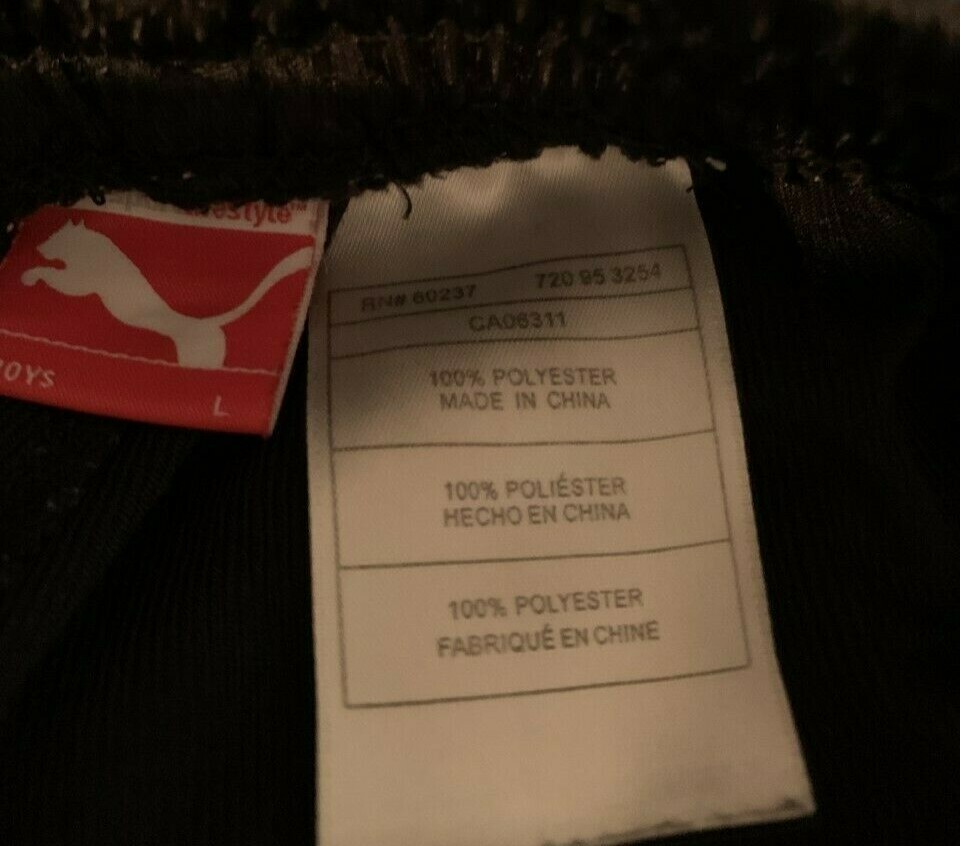 L
RN# 60237 720 95 3254
CA06311
100% POLYESTER
MADE IN CHINA
100% POLIÉSTER
HECHO EN CHINA
100% POLYESTER
FABRIQUÉ EN CHINE